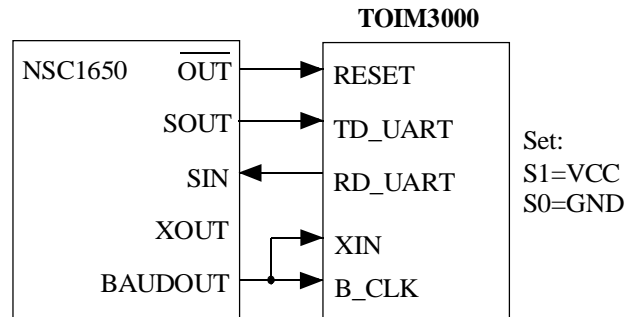 TOIM3000
NSC1650
OUT
RESET
SOUT
TD_UART
SIN
RD_UART
XOUT
XIN
BAUDOUT
B_CLK
Set:
S1=VCC
S0=GND